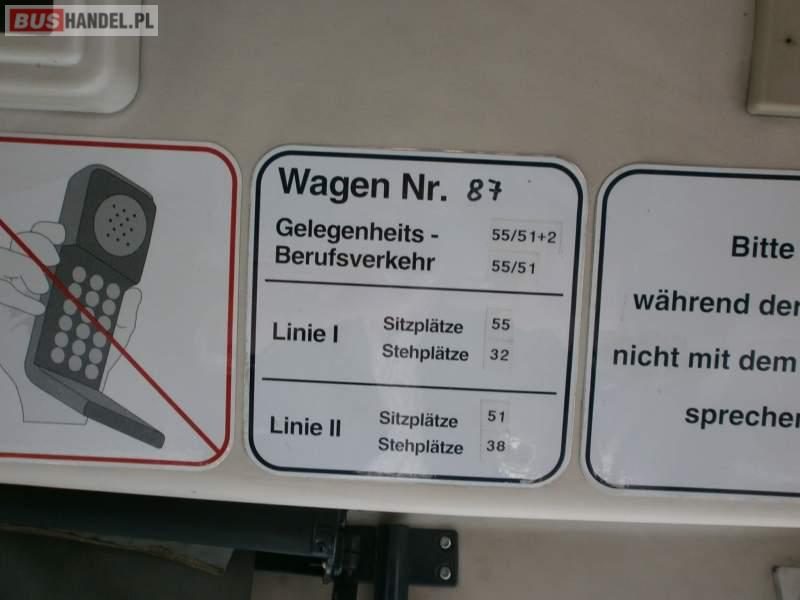 BUSHANDEL.PL
Wagen Nr. 87
Gelegenheits - 55/51+2
Berufsverkehr 55/51
Linie I Sitzplätze 55
Stehplätze 32
Linie II Sitzplätze 51
Stehplätze 38
Bitte
während der
nicht mit dem
sprechen